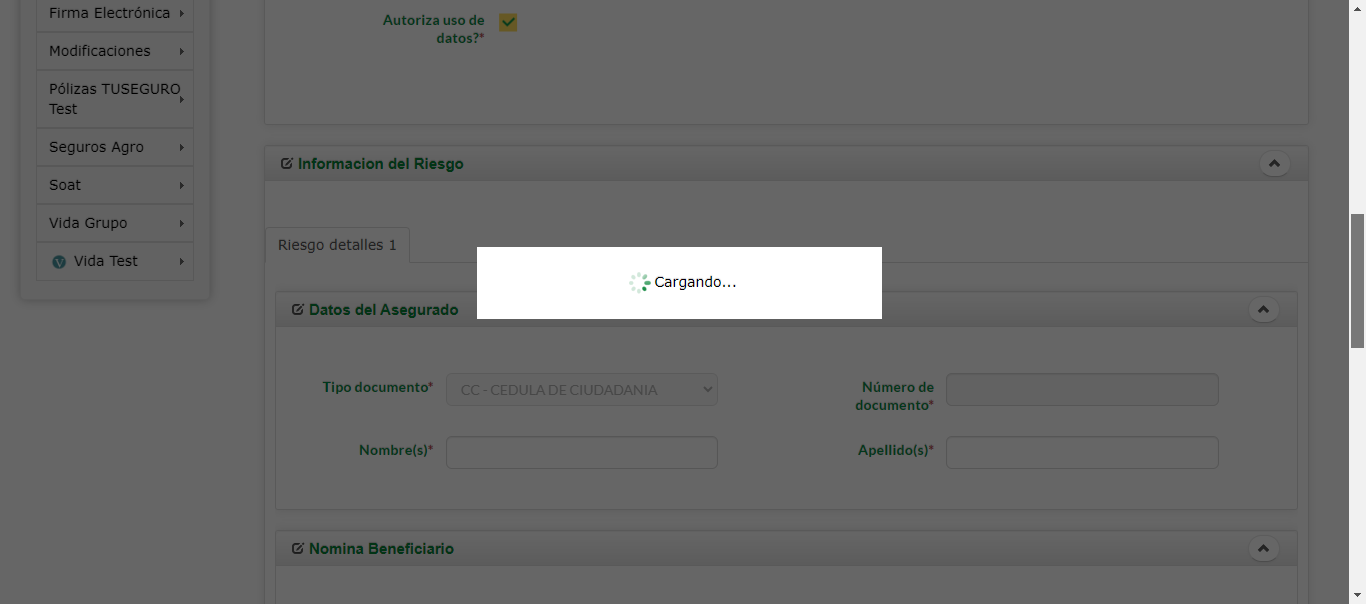 Firma Electrónica
Modificaciones
Pólizas TUSEGURO
Test
Seguros Agro
Soat
Vida Grupo
Vida Test
Autoriza uso de
datos?*
Informacion del Riesgo
Riesgo detalles 1
Cargando...
Datos del Asegurado
Tipo documento*
CC - CEDULA DE CIUDADANIA
Número de
documento*
Nombre(s)*
Apellido(s)*
Nomina Beneficiario